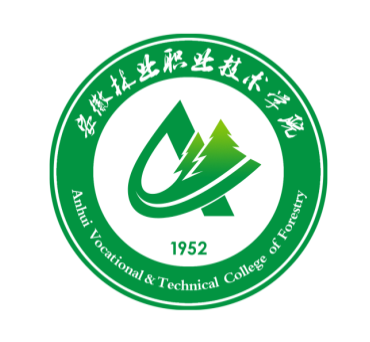 安徽林业职业技术学院
1952
Anhui Vocational & Technical College of Forestry